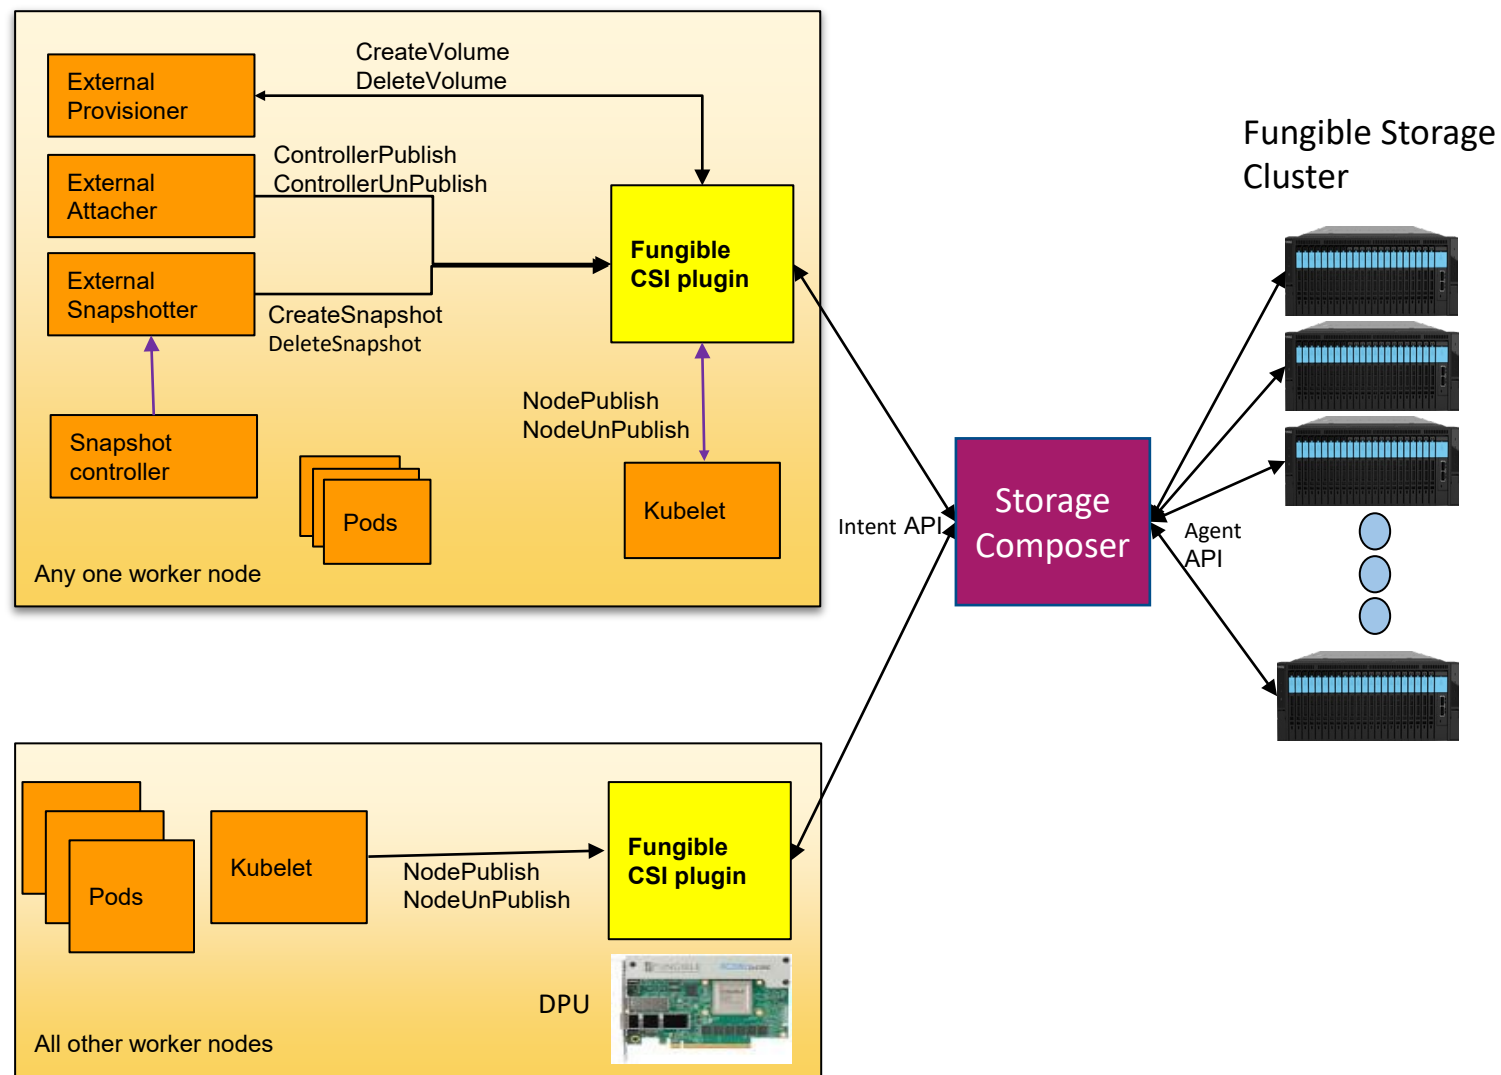 CreateVolume
DeleteVolume
External
Provisioner
ControllerPublish
ControllerUnPublish
External
Attacher
Fungible
CSI plugin
External
Snapshotter
CreateSnapshot
DeleteSnapshot
NodePublish
NodeUnPublish
Snapshot
controller
Pods
Kubelet
Any one worker node
Fungible Storage
Cluster
Intent API
Storage
Composer
Agent
API
Pods
Kubelet
NodePublish
NodeUnPublish
Fungible
CSI plugin
DPU
FUNGIBLE
All other worker nodes